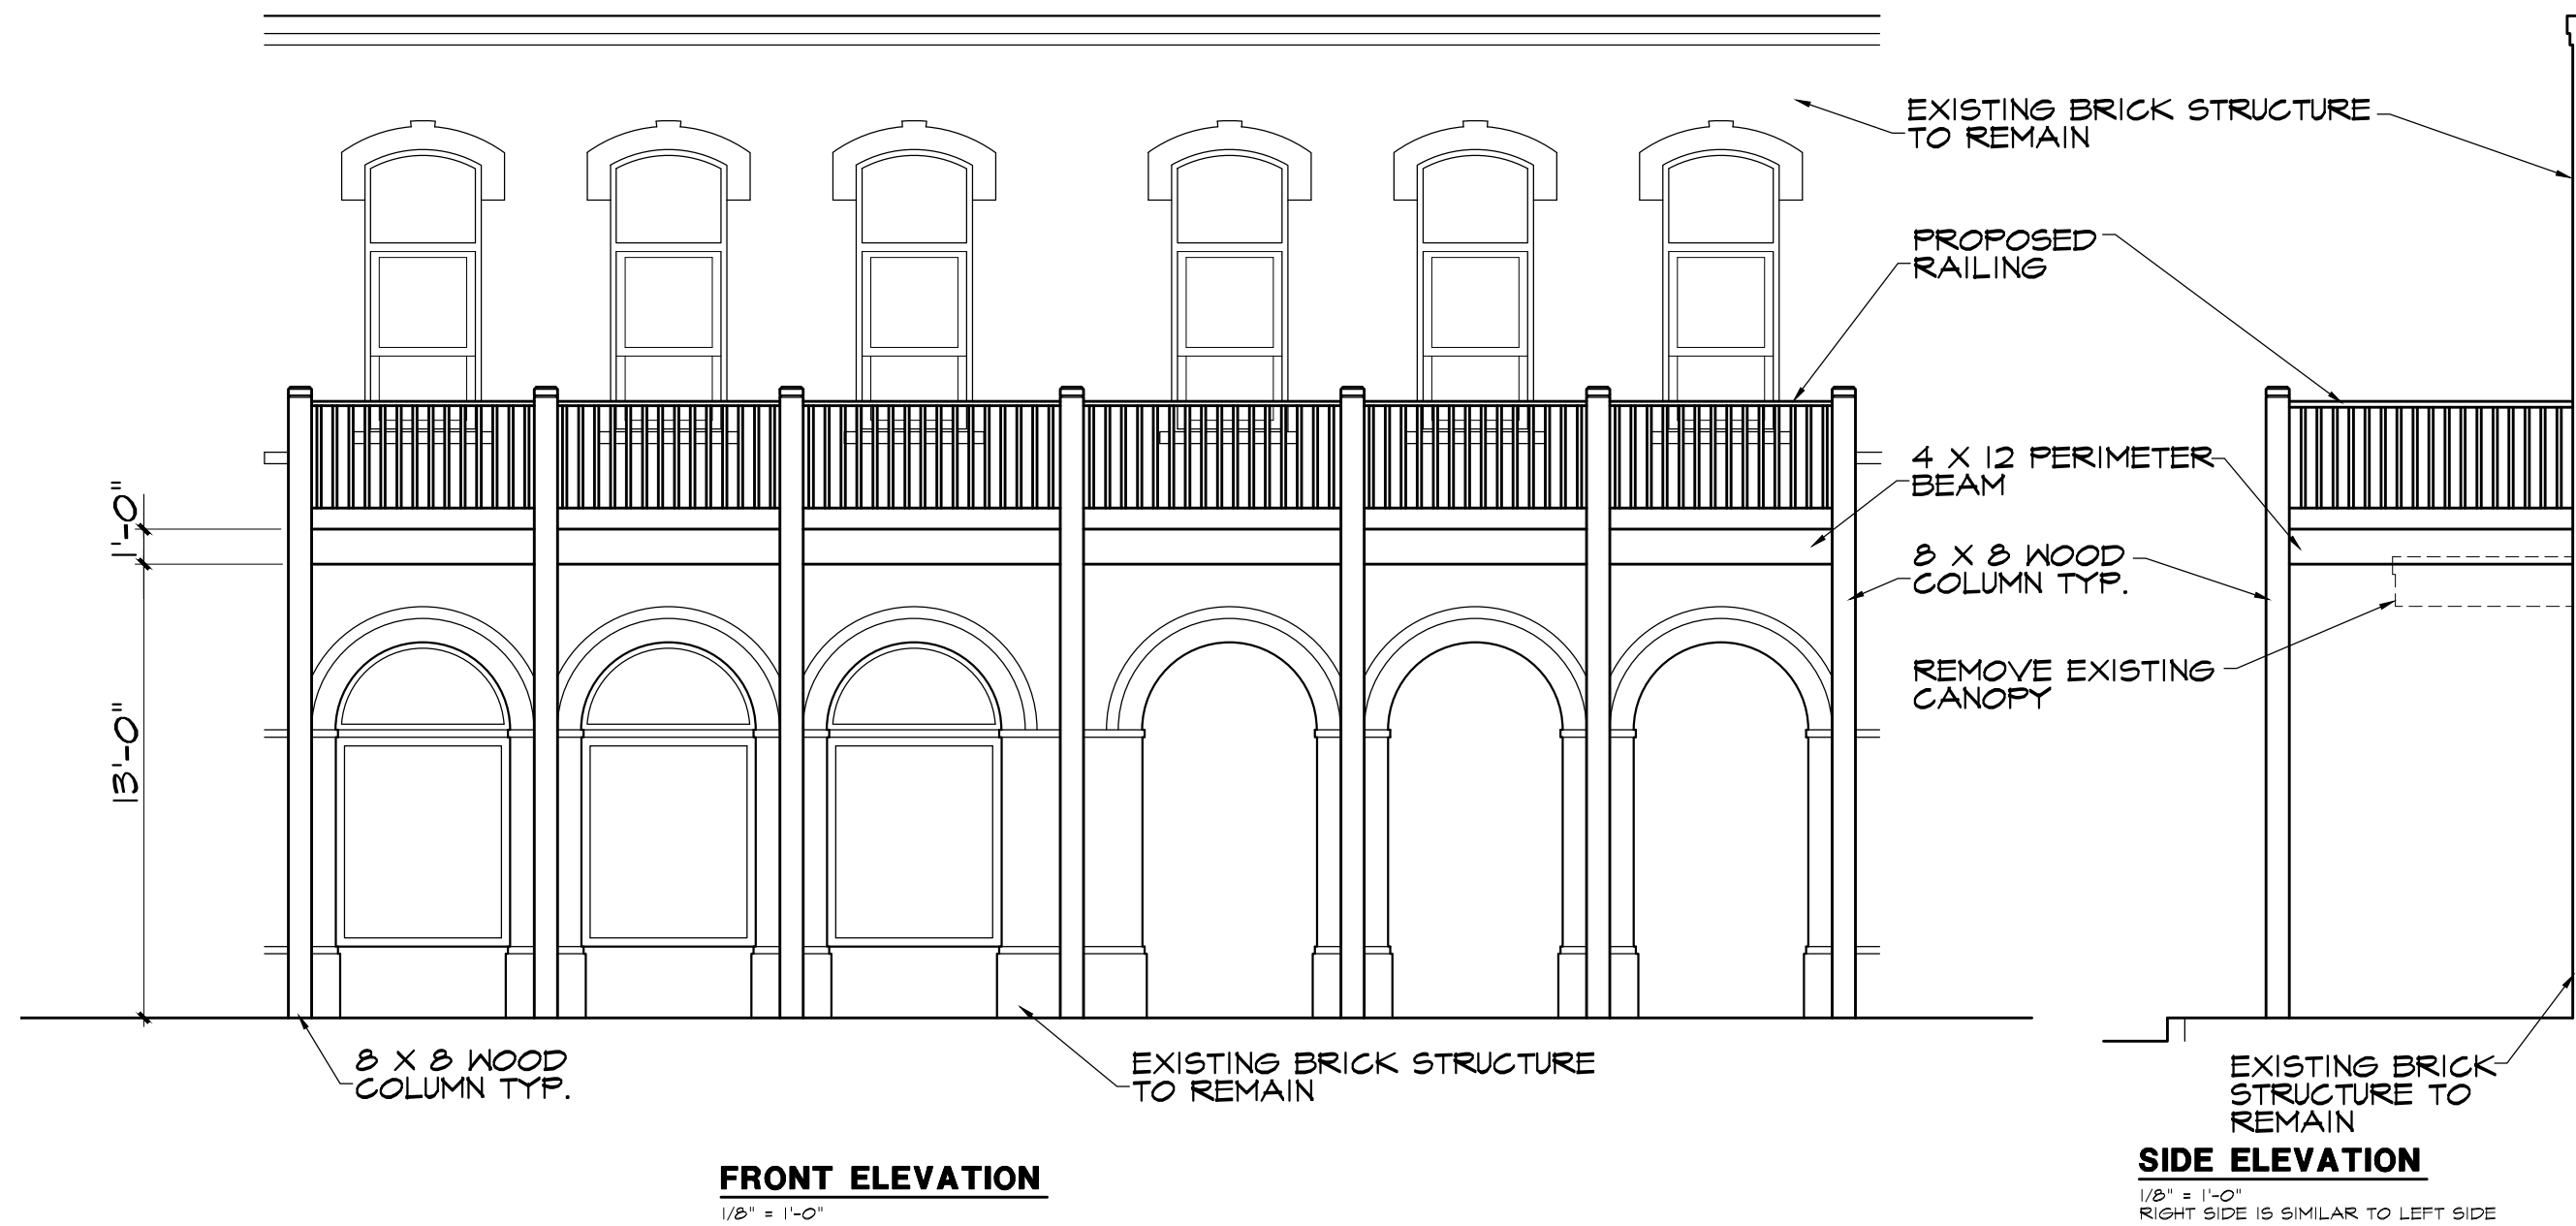 EXISTING BRICK STRUCTURE
TO REMAIN
PROPOSED
RAILING
4 X 12 PERIMETER
BEAM
8 X 8 WOOD
COLUMN TYP.
REMOVE EXISTING
CANOPY
1'-0"
13'-0"
8 X 8 WOOD
COLUMN TYP.
EXISTING BRICK STRUCTURE
TO REMAIN
EXISTING BRICK
STRUCTURE TO
REMAIN
FRONT ELEVATION
1/8" = 1'-0"
SIDE ELEVATION
1/8" = 1'-0"
RIGHT SIDE IS SIMILAR TO LEFT SIDE